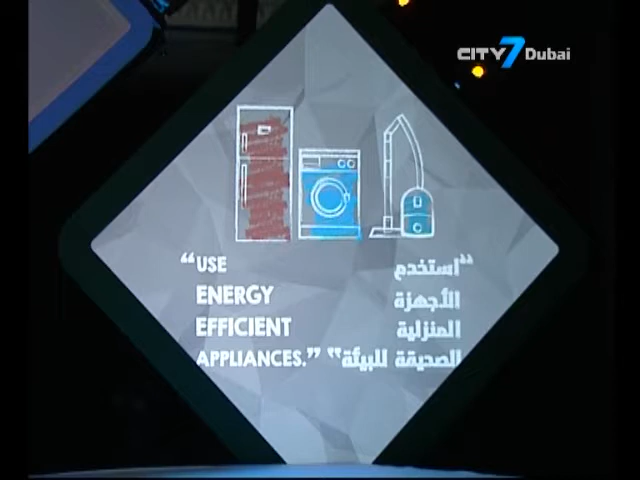 CITY7 Dubai
“USE
ENERGY
EFFICIENT
APPLIANCES.”
“استخدم
الأجهزة
المنزلية
الصديقة للبيئة”